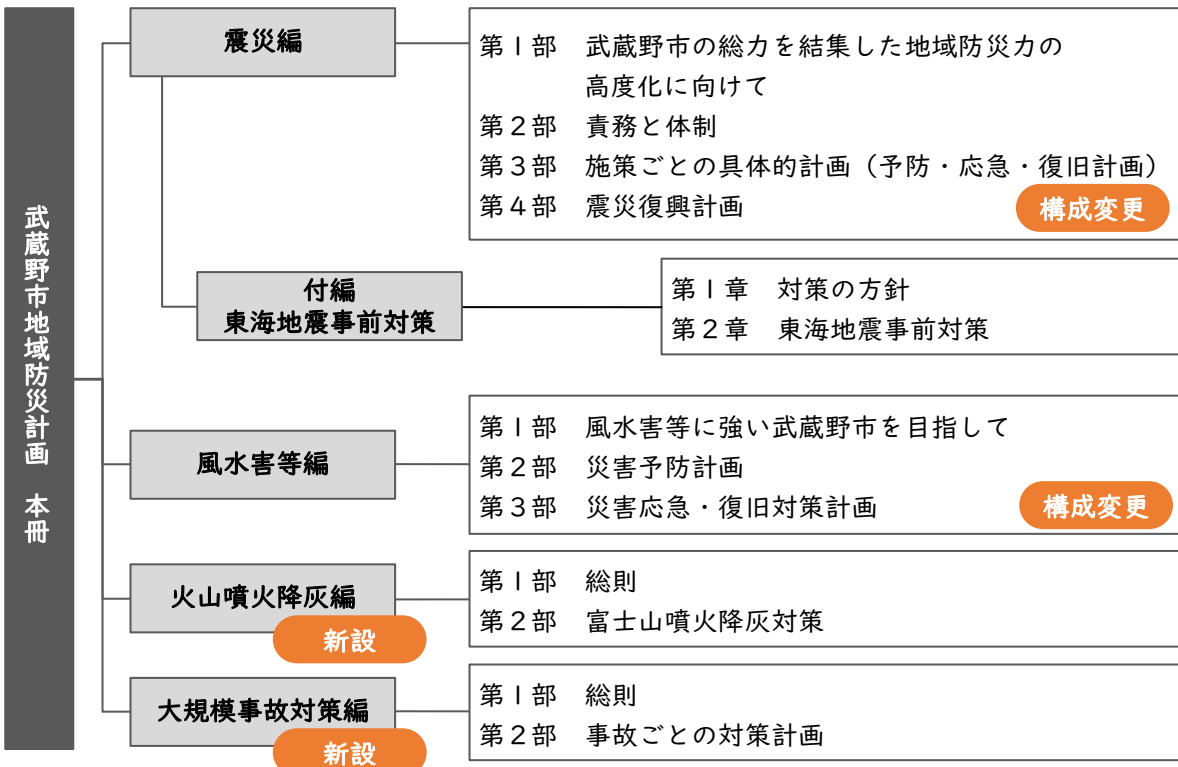 武蔵野市地域防災計画　本冊
震災編
第１部　武蔵野市の総力を結集した地域防災力の
高度化に向けて
第２部　責務と体制
第３部　施策ごとの具体的計画（予防・応急・復旧計画）
第４部　震災復興計画
構成変更
付編
東海地震事前対策
第１章　対策の方針
第２章　東海地震事前対策
風水害等編
第１部　風水害等に強い武蔵野市を目指して
第２部　災害予防計画
第３部　災害応急・復旧対策計画
構成変更
火山噴火降灰編
新設
第１部　総則
第２部　富士山噴火降灰対策
大規模事故対策編
新設
第１部　総則
第２部　事故ごとの対策計画